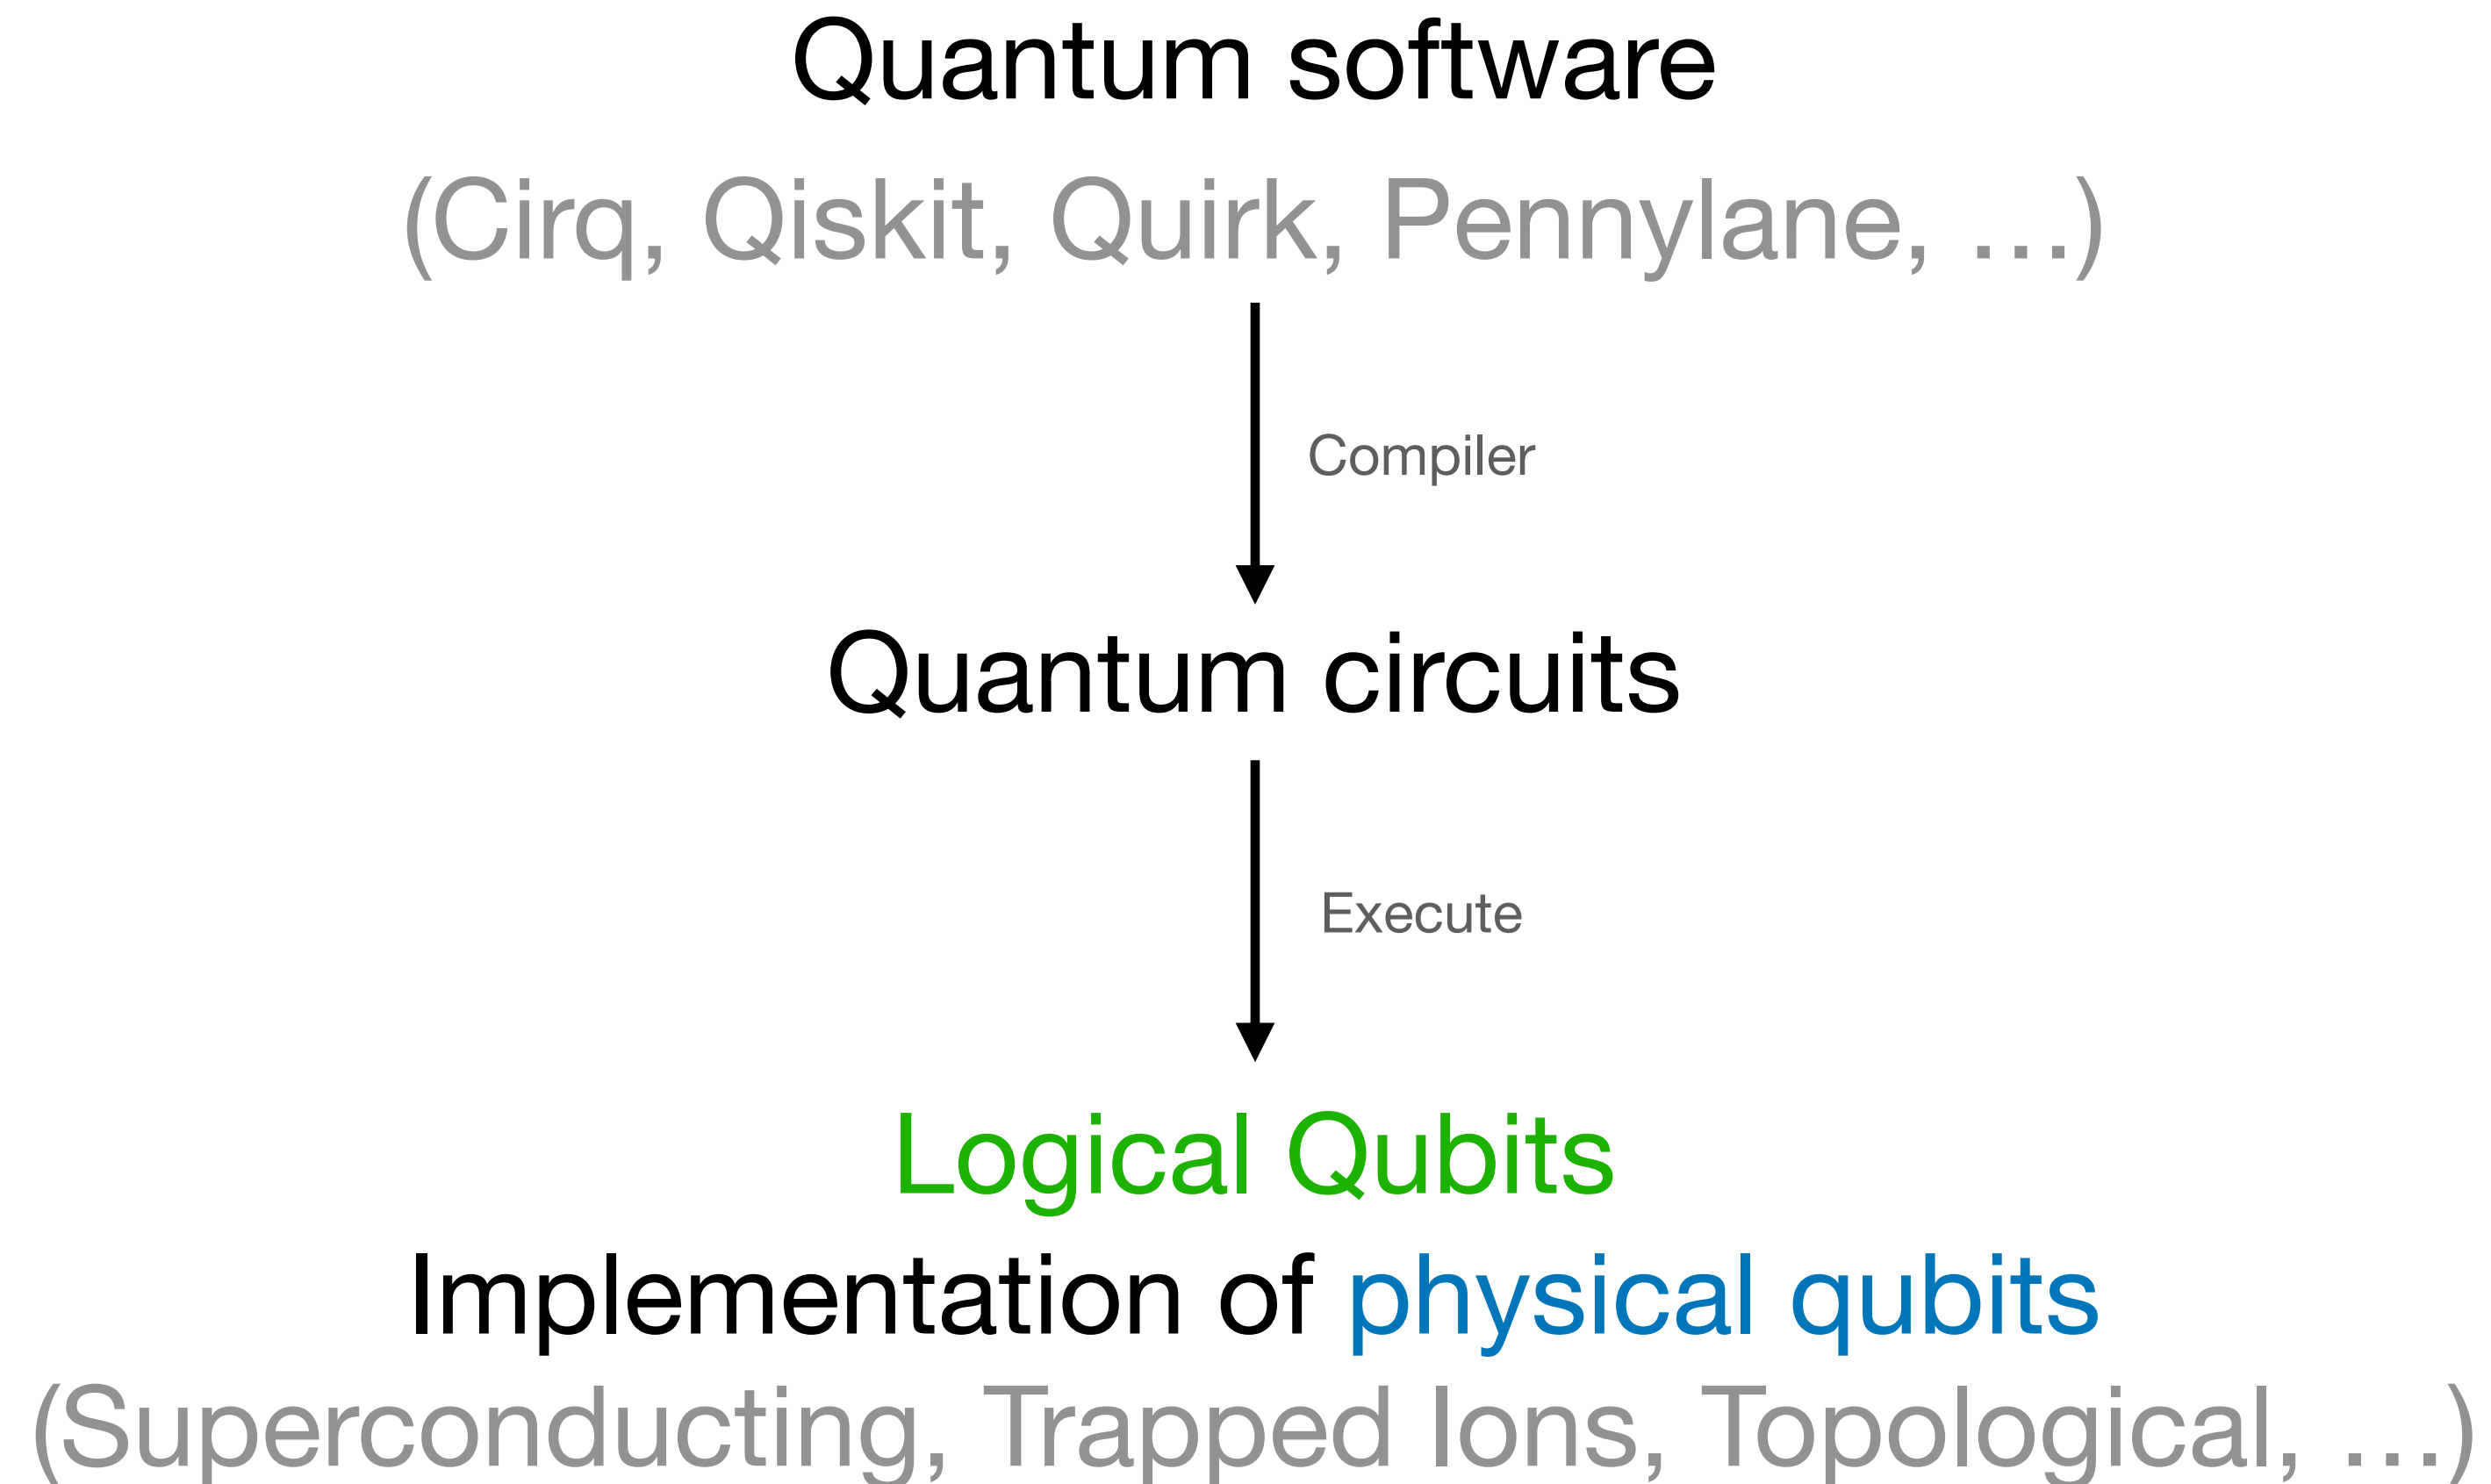 Quantum software
(Cirq, Qiskit, Quirk, Pennylane, ...)
Compiler
Quantum circuits
Execute
Logical Qubits
Implementation of physical qubits
(Superconducting, Trapped Ions, Topological, ...)